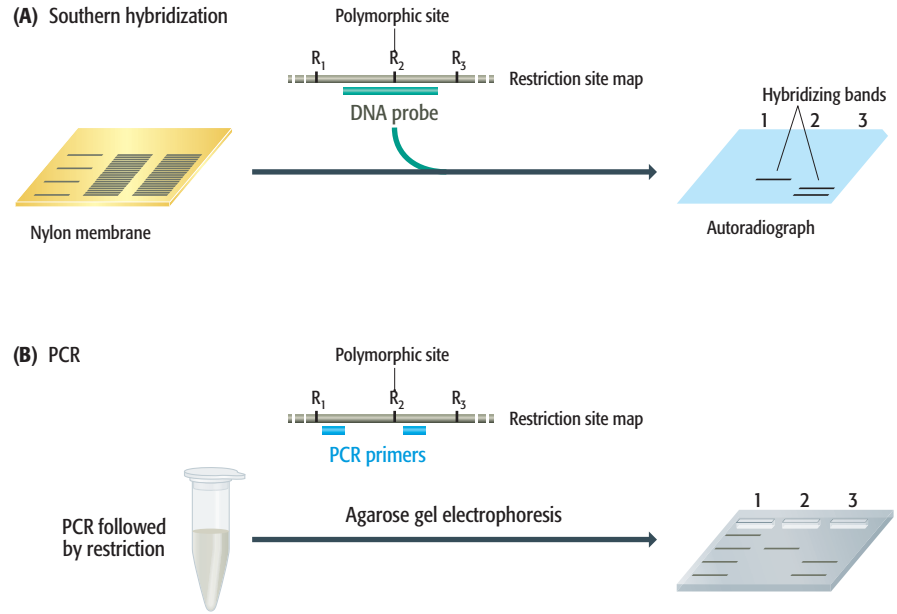 (A) Southern hybridization
Polymorphic site
R1 R2 R3
Restriction site map
DNA probe
Hybridizing bands
1 2 3
Nylon membrane
Autoradiograph
(B) PCR
Polymorphic site
R1 R2 R3
Restriction site map
PCR primers
PCR followed
by restriction
Agarose gel electrophoresis
1 2 3